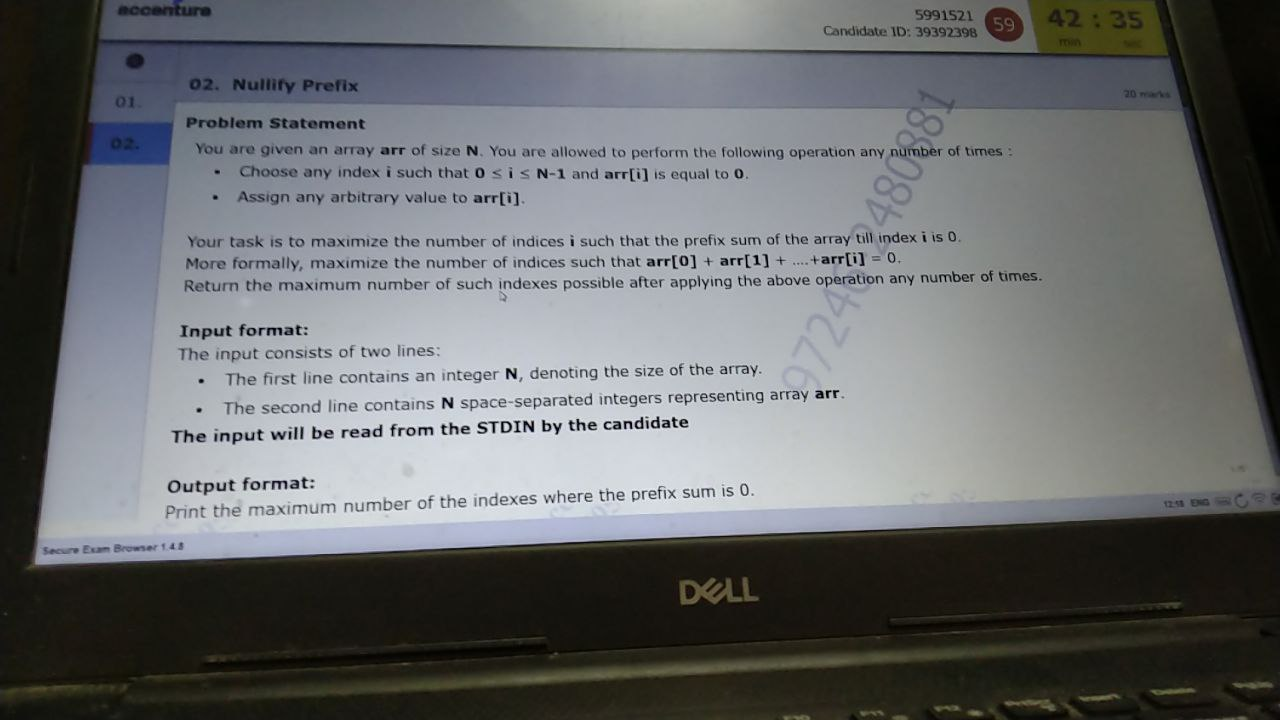 accenture
5991521
Candidate ID: 39392398
59
42 : 35
min sec
02. Nullify Prefix
20 marks
01.
02.
Problem Statement
You are given an array arr of size N. You are allowed to perform the following operation any number of times :
• Choose any index i such that 0 ≤ i ≤ N-1 and arr[i] is equal to 0.
• Assign any arbitrary value to arr[i].
Your task is to maximize the number of indices i such that the prefix sum of the array till index i is 0.
More formally, maximize the number of indices such that arr[0] + arr[1] + ....+arr[i] = 0.
Return the maximum number of such indexes possible after applying the above operation any number of times.
Input format:
The input consists of two lines:
• The first line contains an integer N, denoting the size of the array.
• The second line contains N space-separated integers representing array arr.
The input will be read from the STDIN by the candidate
Output format:
Print the maximum number of the indexes where the prefix sum is 0.
12:18 ENG
Secure Exam Browser 1.4.8
DELL